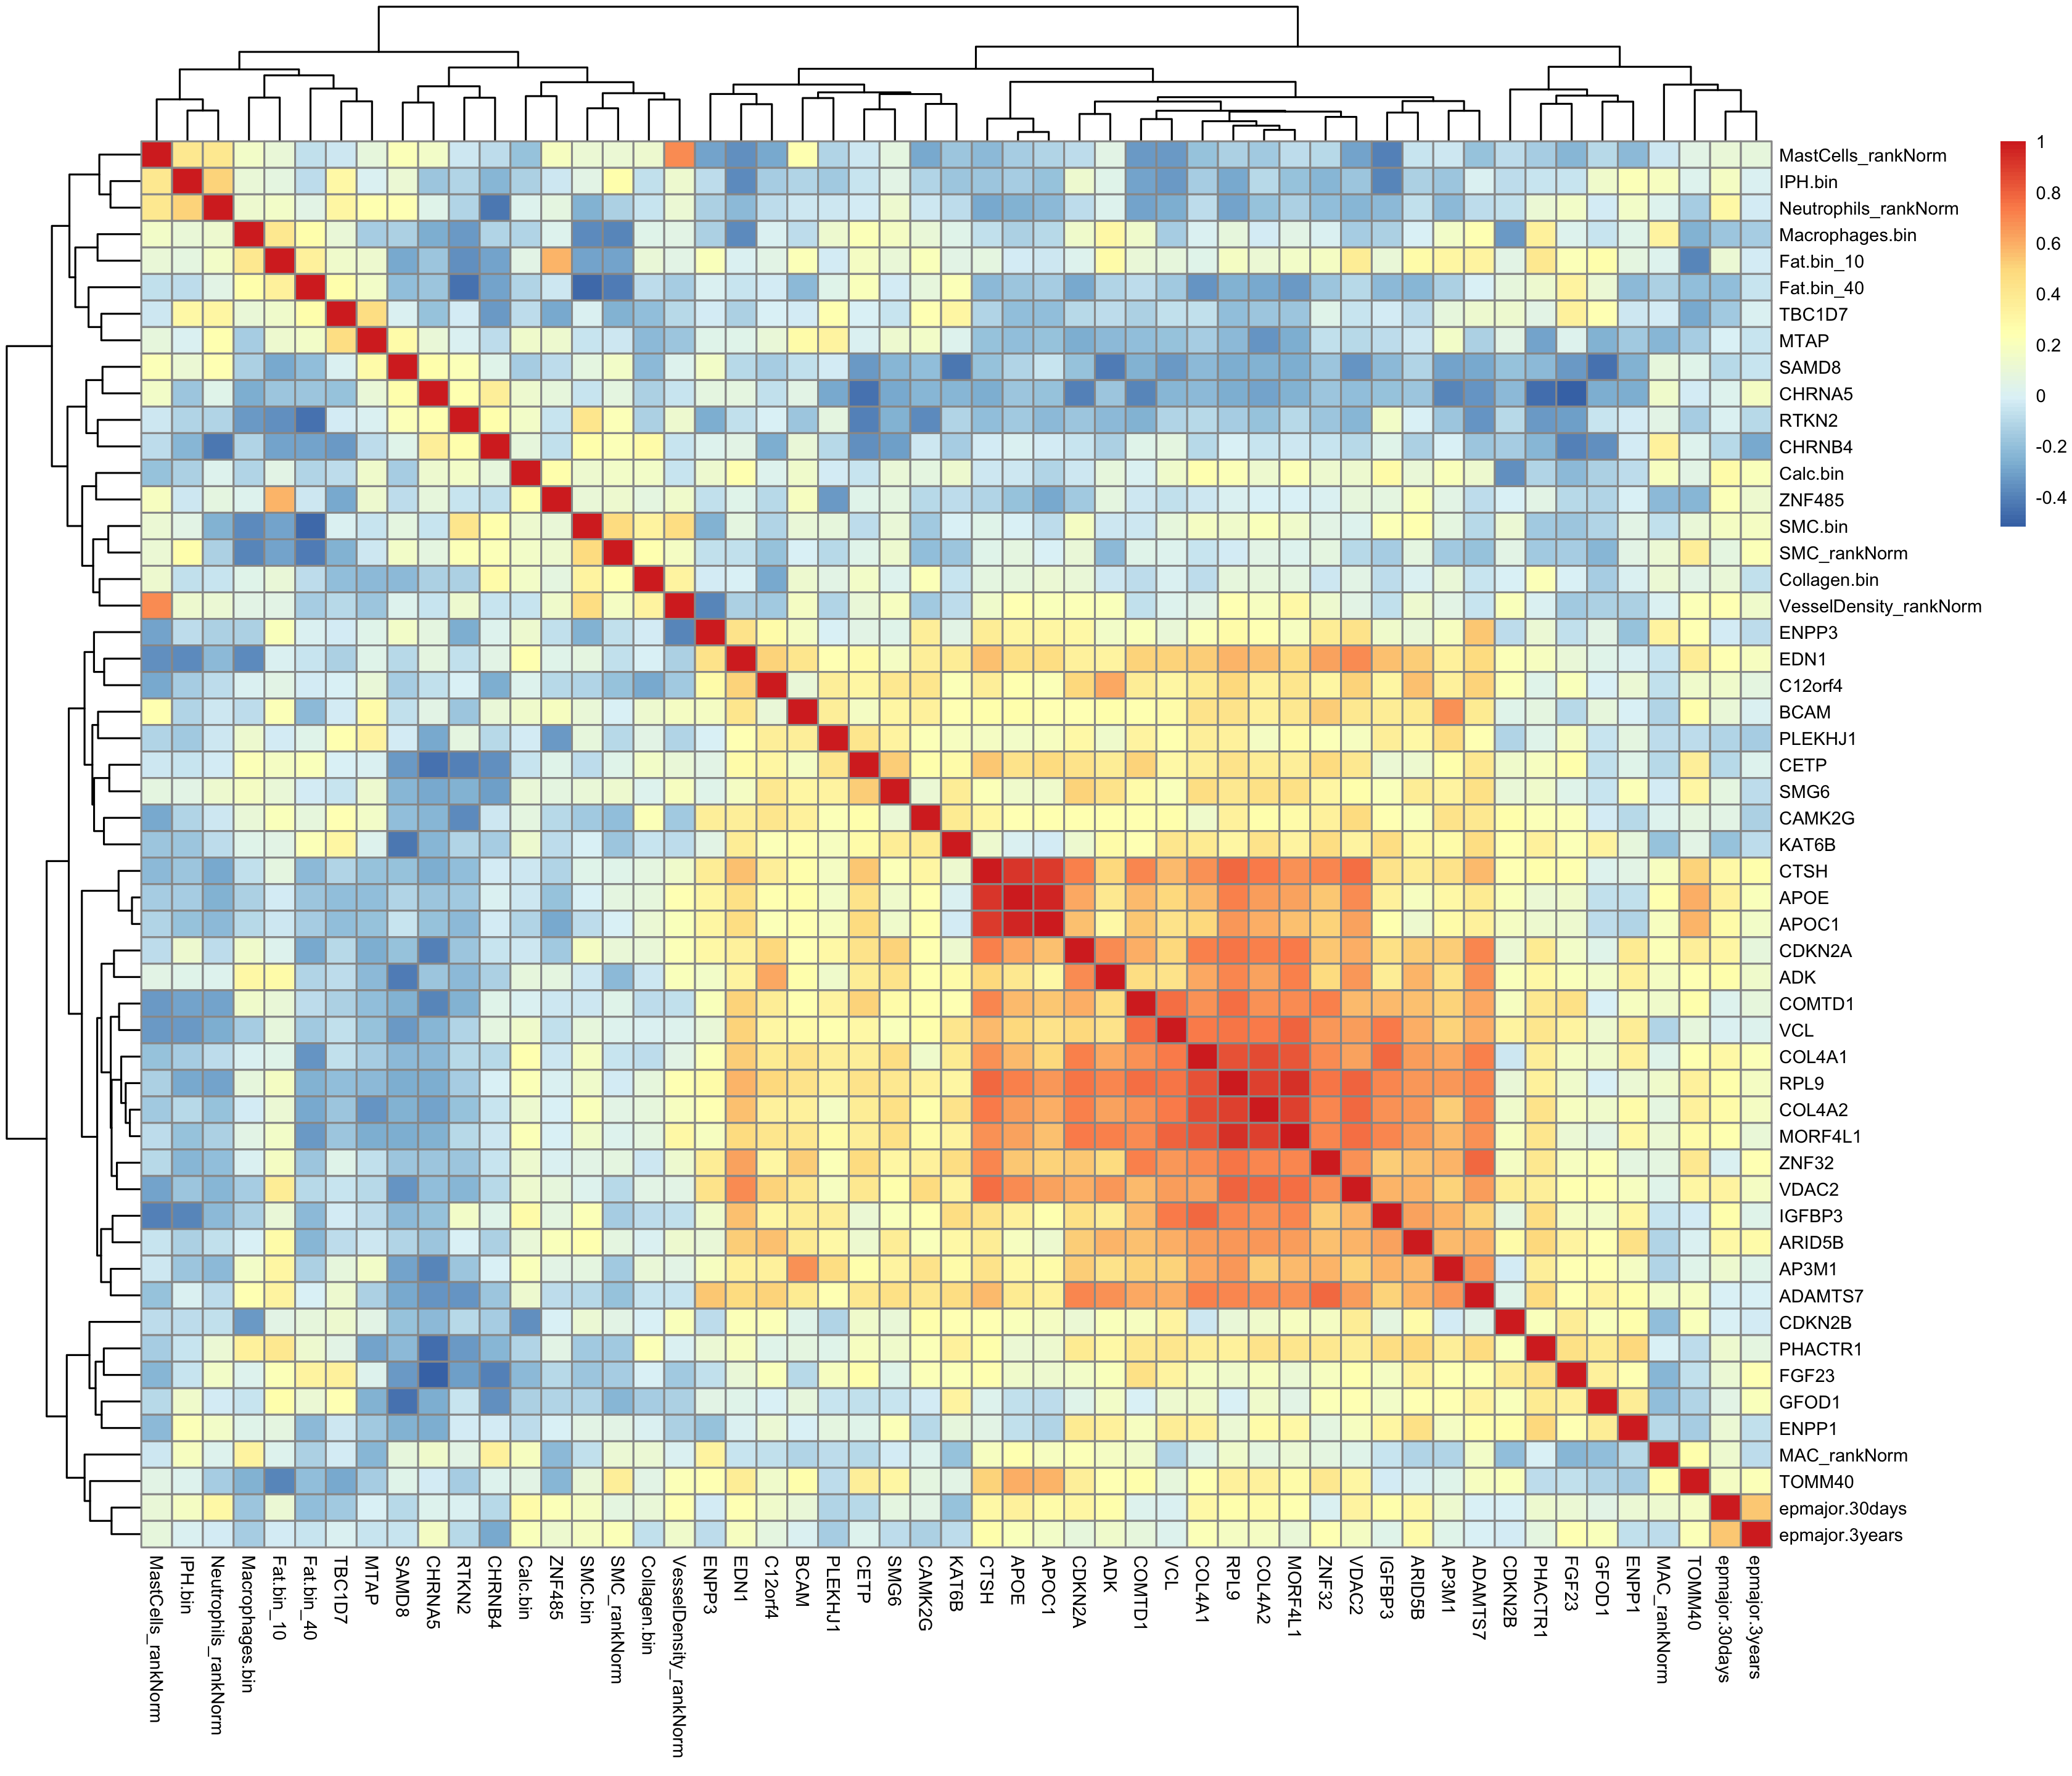 1
0.8
0.6
0.4
0.2
0
-0.2
-0.4
MastCells_rankNorm
IPH.bin
Neutrophils_rankNorm
Macrophages.bin
Fat.bin_10
Fat.bin_40
TBC1D7
MTAP
SAMD8
CHRNA5
RTKN2
CHRNB4
Calc.bin
ZNF485
SMC.bin
SMC_rankNorm
Collagen.bin
VesselDensity_rankNorm
ENPP3
EDN1
C12orf4
BCAM
PLEKHJ1
CETP
SMG6
CAMK2G
KAT6B
CTSH
APOE
APOC1
CDKN2A
ADK
COMTD1
VCL
COL4A1
RPL9
COL4A2
MORF4L1
ZNF32
VDAC2
IGFBP3
ARID5B
AP3M1
ADAMTS7
CDKN2B
PHACTR1
FGF23
GFOD1
ENPP1
MAC_rankNorm
TOMM40
epmajor.30days
epmajor.3years
MastCells_rankNorm
IPH.bin
Neutrophils_rankNorm
Macrophages.bin
Fat.bin_10
Fat.bin_40
TBC1D7
MTAP
SAMD8
CHRNA5
RTKN2
CHRNB4
Calc.bin
ZNF485
SMC.bin
SMC_rankNorm
Collagen.bin
VesselDensity_rankNorm
ENPP3
EDN1
C12orf4
BCAM
PLEKHJ1
CETP
SMG6
CAMK2G
KAT6B
CTSH
APOE
APOC1
CDKN2A
ADK
COMTD1
VCL
COL4A1
RPL9
COL4A2
MORF4L1
ZNF32
VDAC2
IGFBP3
ARID5B
AP3M1
ADAMTS7
CDKN2B
PHACTR1
FGF23
GFOD1
ENPP1
MAC_rankNorm
TOMM40
epmajor.30days
epmajor.3years